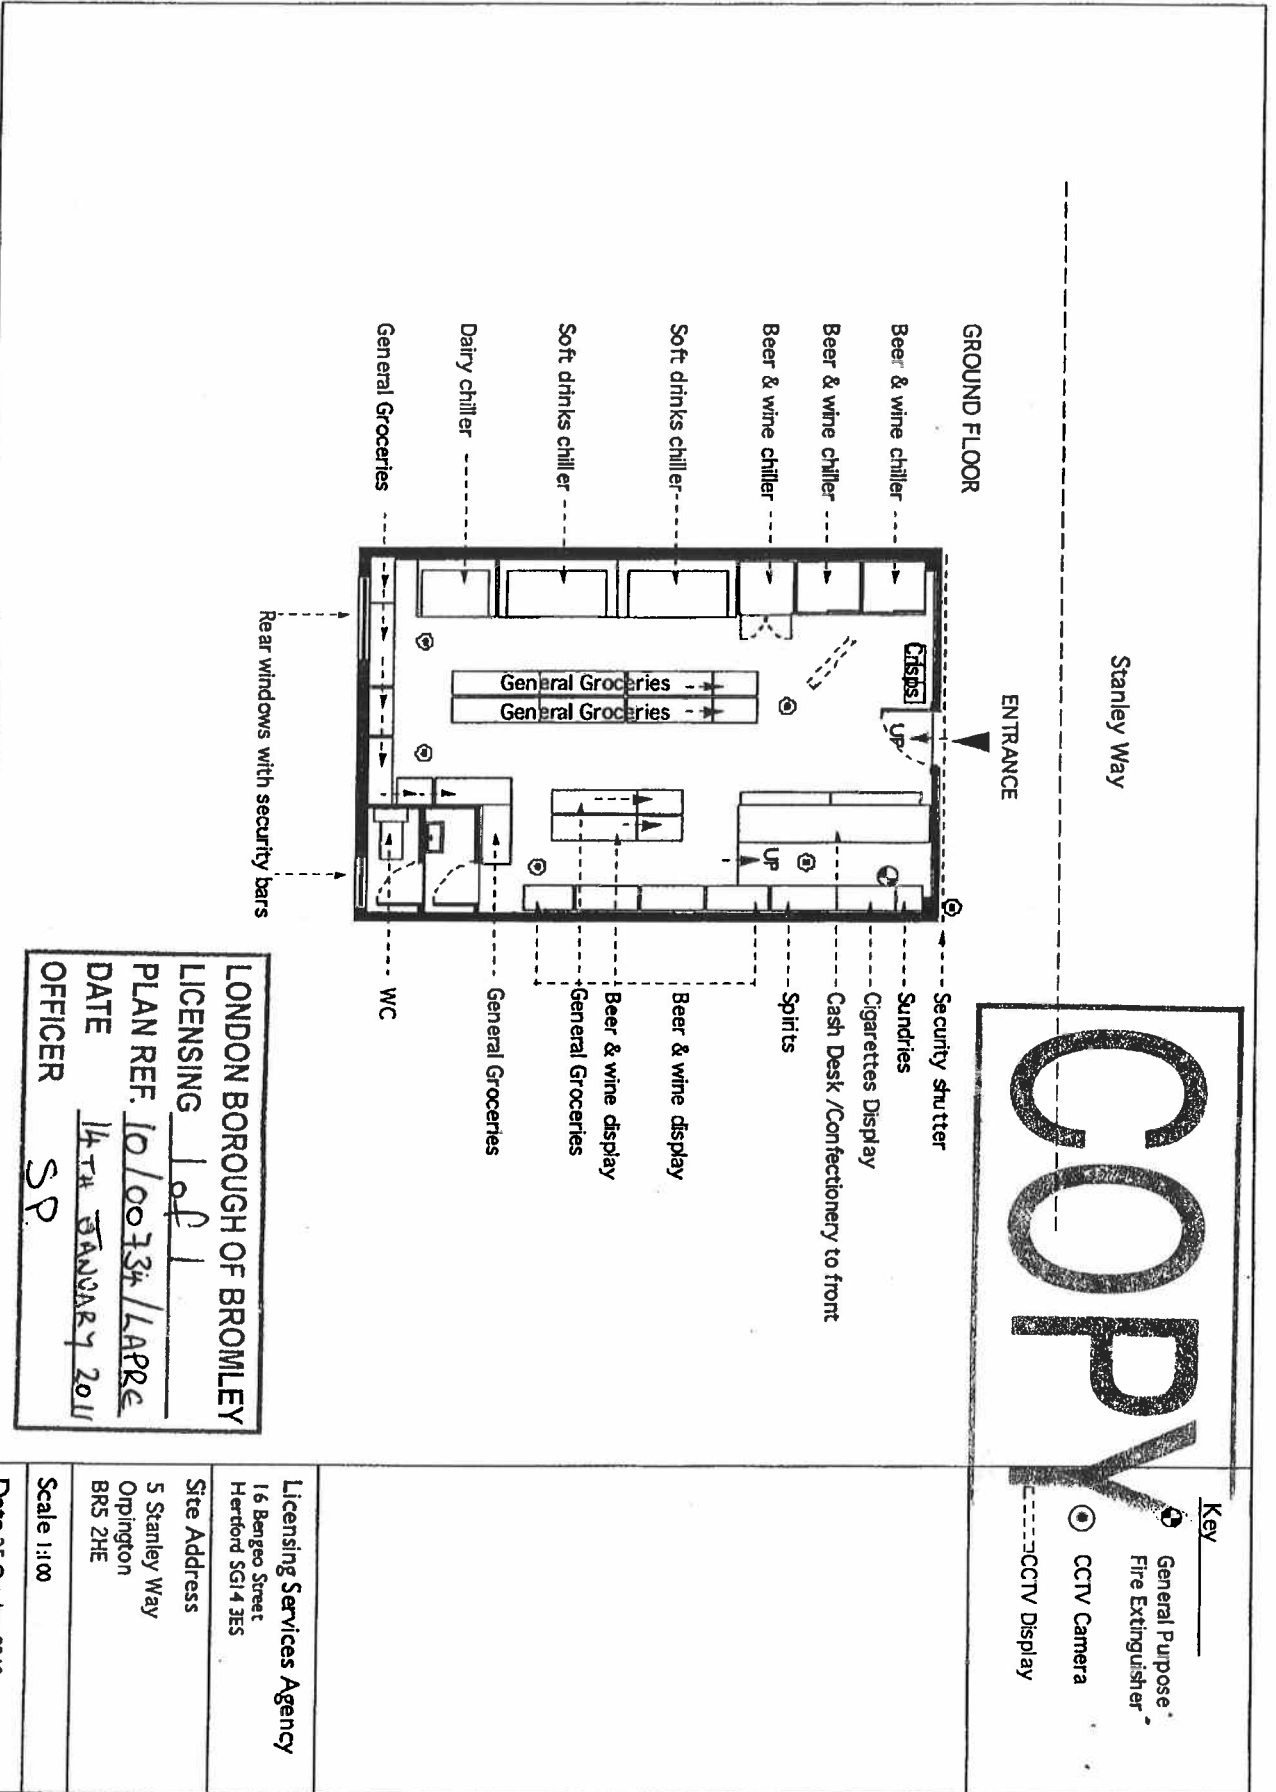 Stanley Way
COPY
Key
General Purpose
Fire Extinguisher
CCTV Camera
CCTV Display
ENTRANCE
GROUND FLOOR
Beer & wine chiller
Beer & wine chiller
Beer & wine chiller
Soft drinks chiller
Soft drinks chiller
Dairy chiller
General Groceries
Crisps
UP
General Groceries
General Groceries
UP
Security shutter
Sundries
Cigarettes Display
Cash Desk /Confectionery to front
Spirits
Beer & wine display
Beer & wine display
General Groceries
General Groceries
WC
Rear windows with security bars
LONDON BOROUGH OF BROMLEY
LICENSING 1 of 1
PLAN REF. 10/00734/LAPRE
DATE 14TH JANUARY 2011
OFFICER SP
Licensing Services Agency
16 Bengeo Street
Hertford SG14 3ES
Site Address
5 Stanley Way
Orpington
BR5 2HE
Scale 1:100